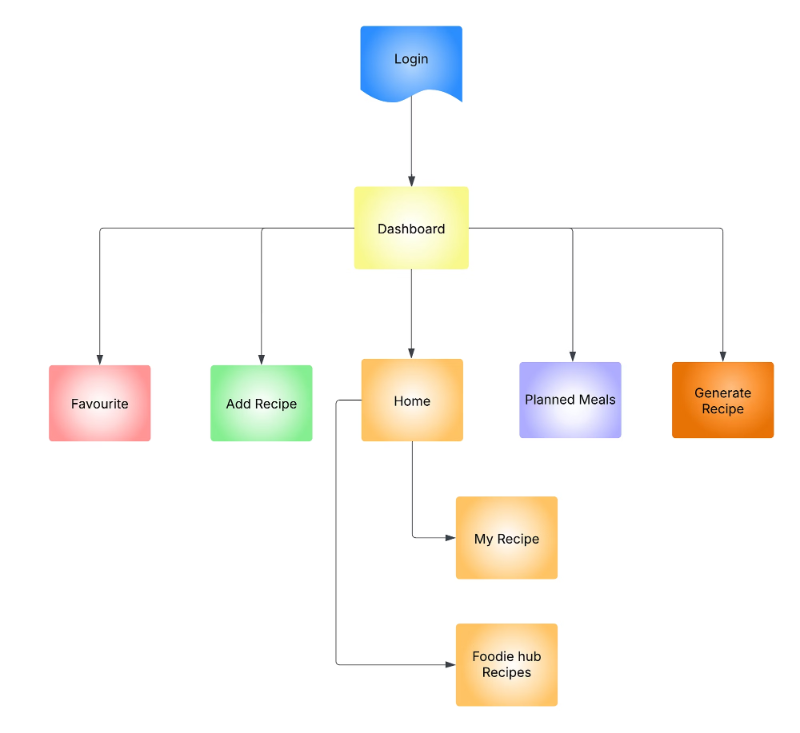 Login
Dashboard
Favourite
Add Recipe
Home
Planned Meals
Generate
Recipe
My Recipe
Foodie hub
Recipes